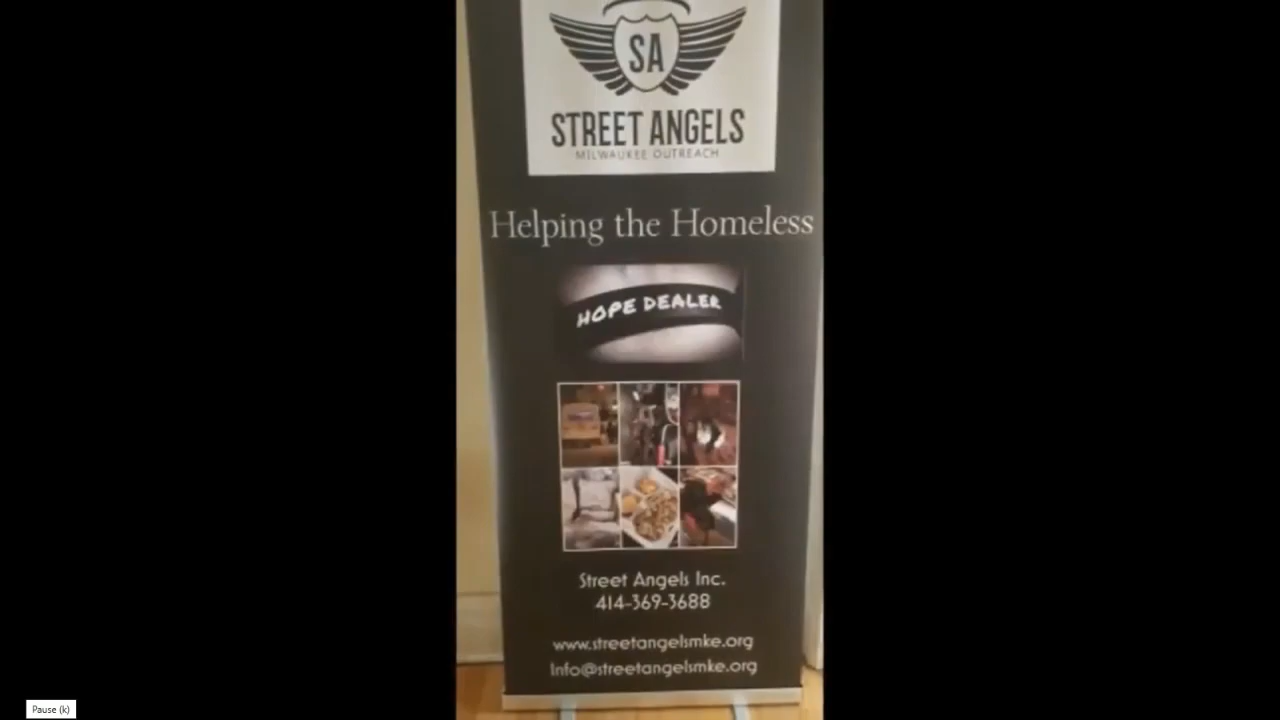 SA
STREET ANGELS
MILWAUKEE OUTREACH
Helping the Homeless
HOPE DEALER
Street Angels Inc.
414-369-3688
www.streetangelsmke.org
Info@streetangelsmke.org
Pause (k)